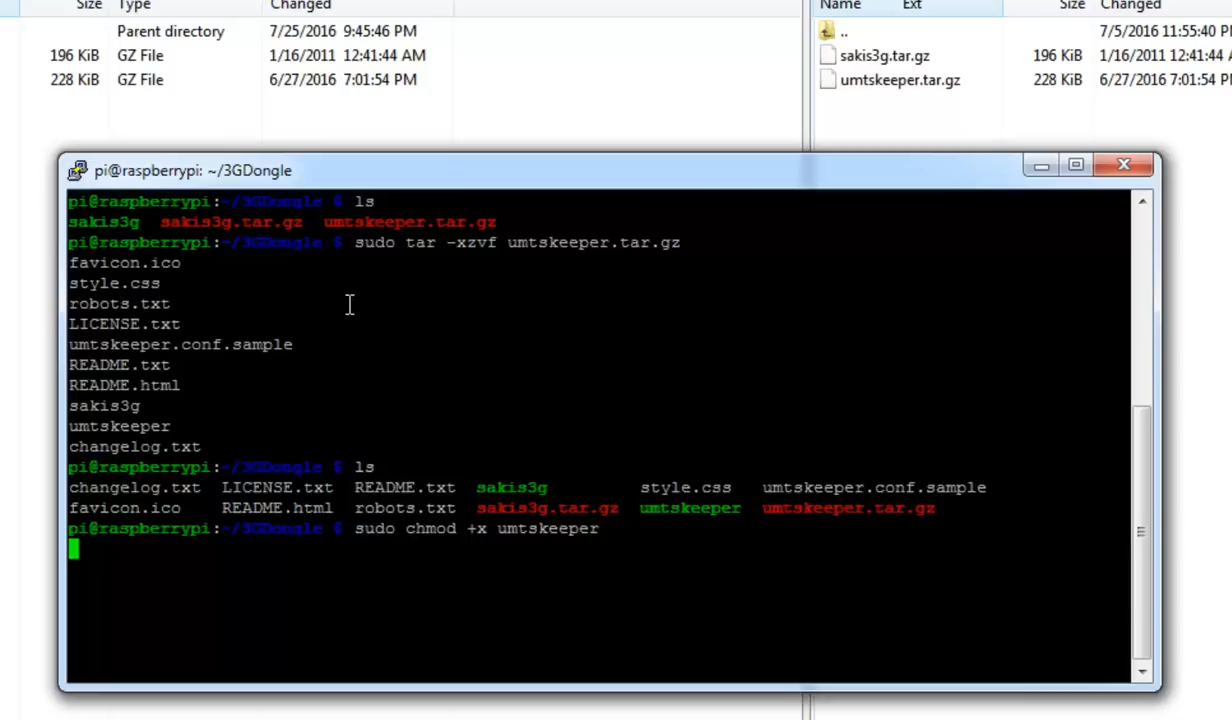 Size Type Changed Name Ext Size Changed
Parent directory 7/25/2016 9:45:46 PM .. 7/5/2016 11:55:40
196 KiB GZ File 1/16/2011 12:41:44 AM sakis3g.tar.gz 196 KiB 1/16/2011 12:41:44
228 KiB GZ File 6/27/2016 7:01:54 PM umtskeeper.tar.gz 228 KiB 6/27/2016 7:01:54
pi@raspberrypi: ~/3GDongle
pi@raspberrypi:~/3GDongle $ ls
sakis3g sakis3g.tar.gz umtskeeper.tar.gz
pi@raspberrypi:~/3GDongle $ sudo tar -xzvf umtskeeper.tar.gz
favicon.ico
style.css
robots.txt
LICENSE.txt
umtskeeper.conf.sample
README.txt
README.html
sakis3g
umtskeeper
changelog.txt
pi@raspberrypi:~/3GDongle $ ls
changelog.txt LICENSE.txt README.txt sakis3g style.css umtskeeper.conf.sample
favicon.ico README.html robots.txt sakis3g.tar.gz umtskeeper umtskeeper.tar.gz
pi@raspberrypi:~/3GDongle $ sudo chmod +x umtskeeper